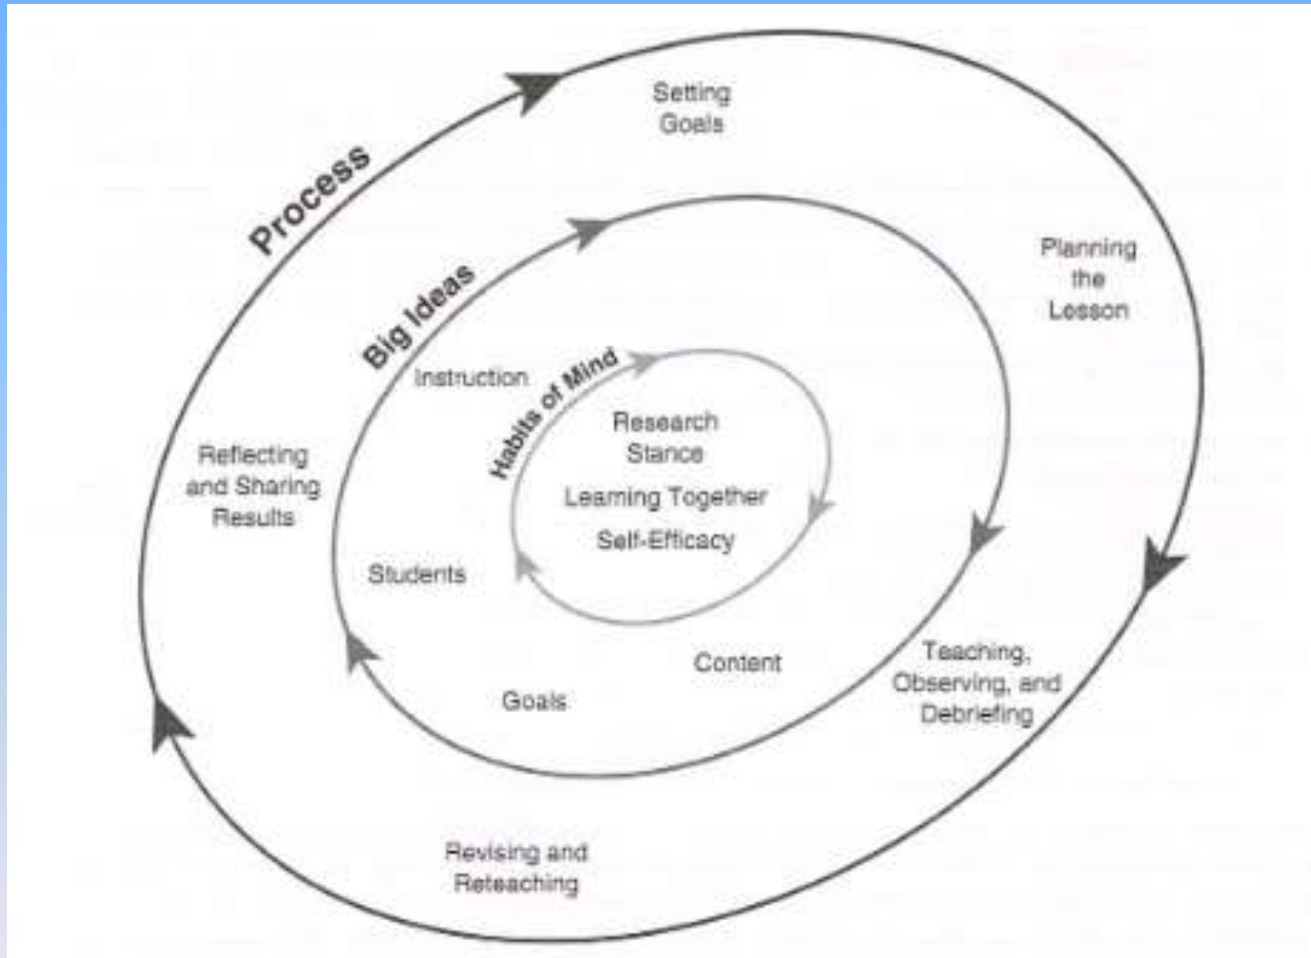 Process
Setting
Goals
Planning
the
Lesson
Big Ideas
Instruction
Habits of Mind
Research
Stance
Learning Together
Self-Efficacy
Reflecting
and Sharing
Results
Students
Content
Goals
Teaching,
Observing, and
Debriefing
Revising and
Reteaching